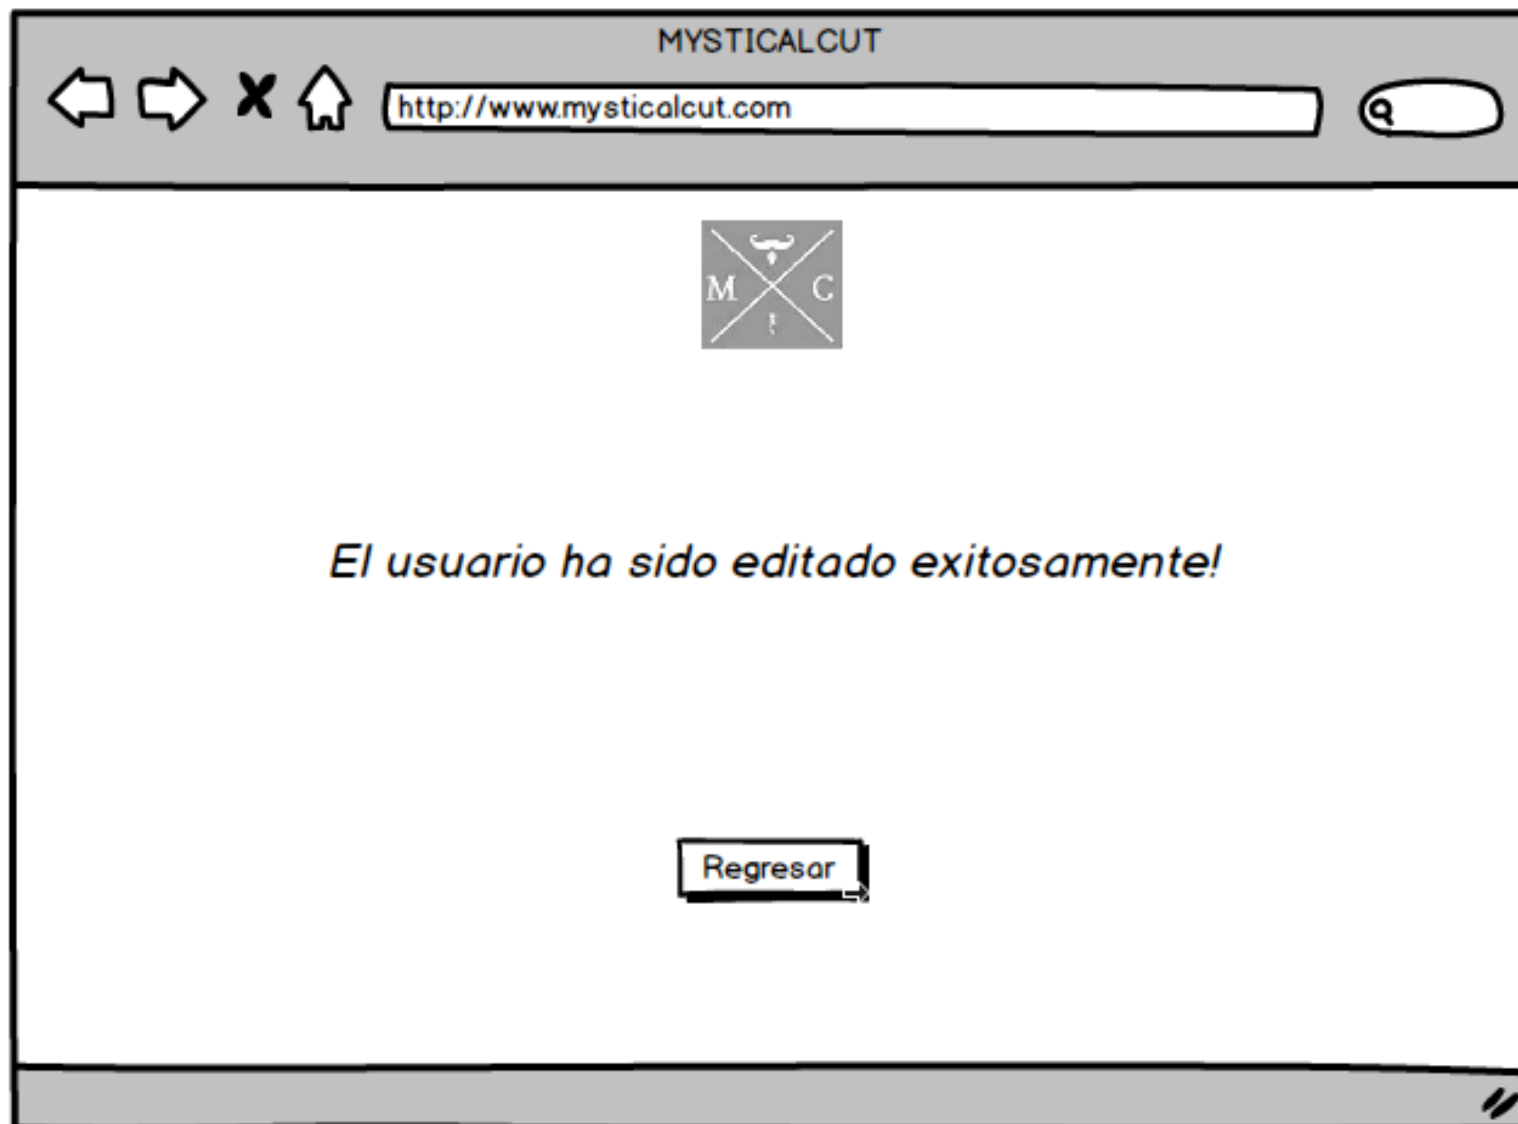 MYSTICALCUT
http://www.mysticalcut.com
M C
El usuario ha sido editado exitosamente!
Regresar